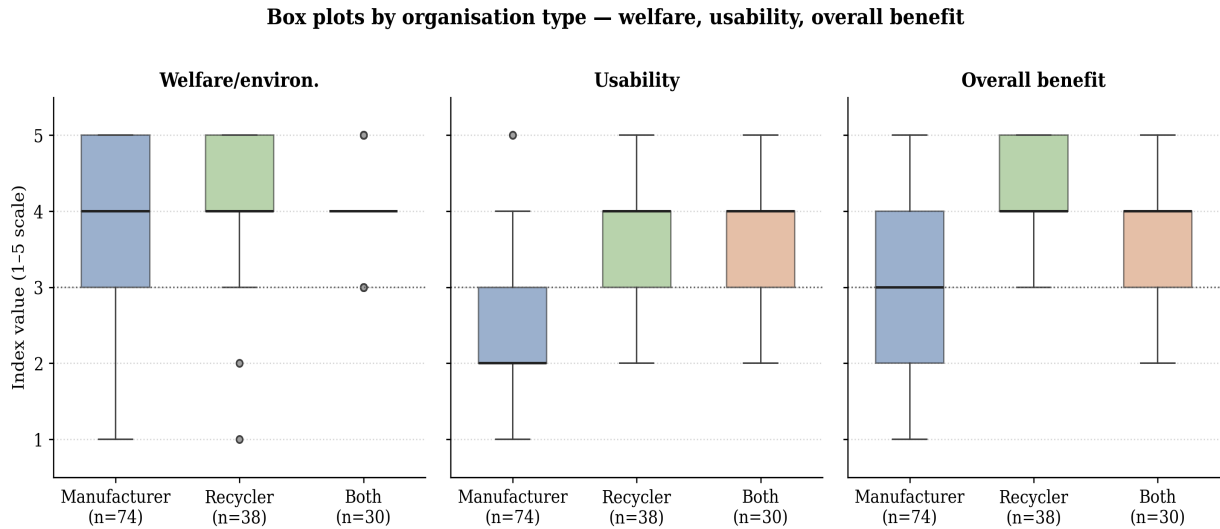 Box plots by organisation type — welfare, usability, overall benefit
Welfare/environ.
Usability
Overall benefit
Index value (1–5 scale)
5
4
3
2
1
Manufacturer
(n=74)
Recycler
(n=38)
Both
(n=30)
Manufacturer
(n=74)
Recycler
(n=38)
Both
(n=30)
Manufacturer
(n=74)
Recycler
(n=38)
Both
(n=30)